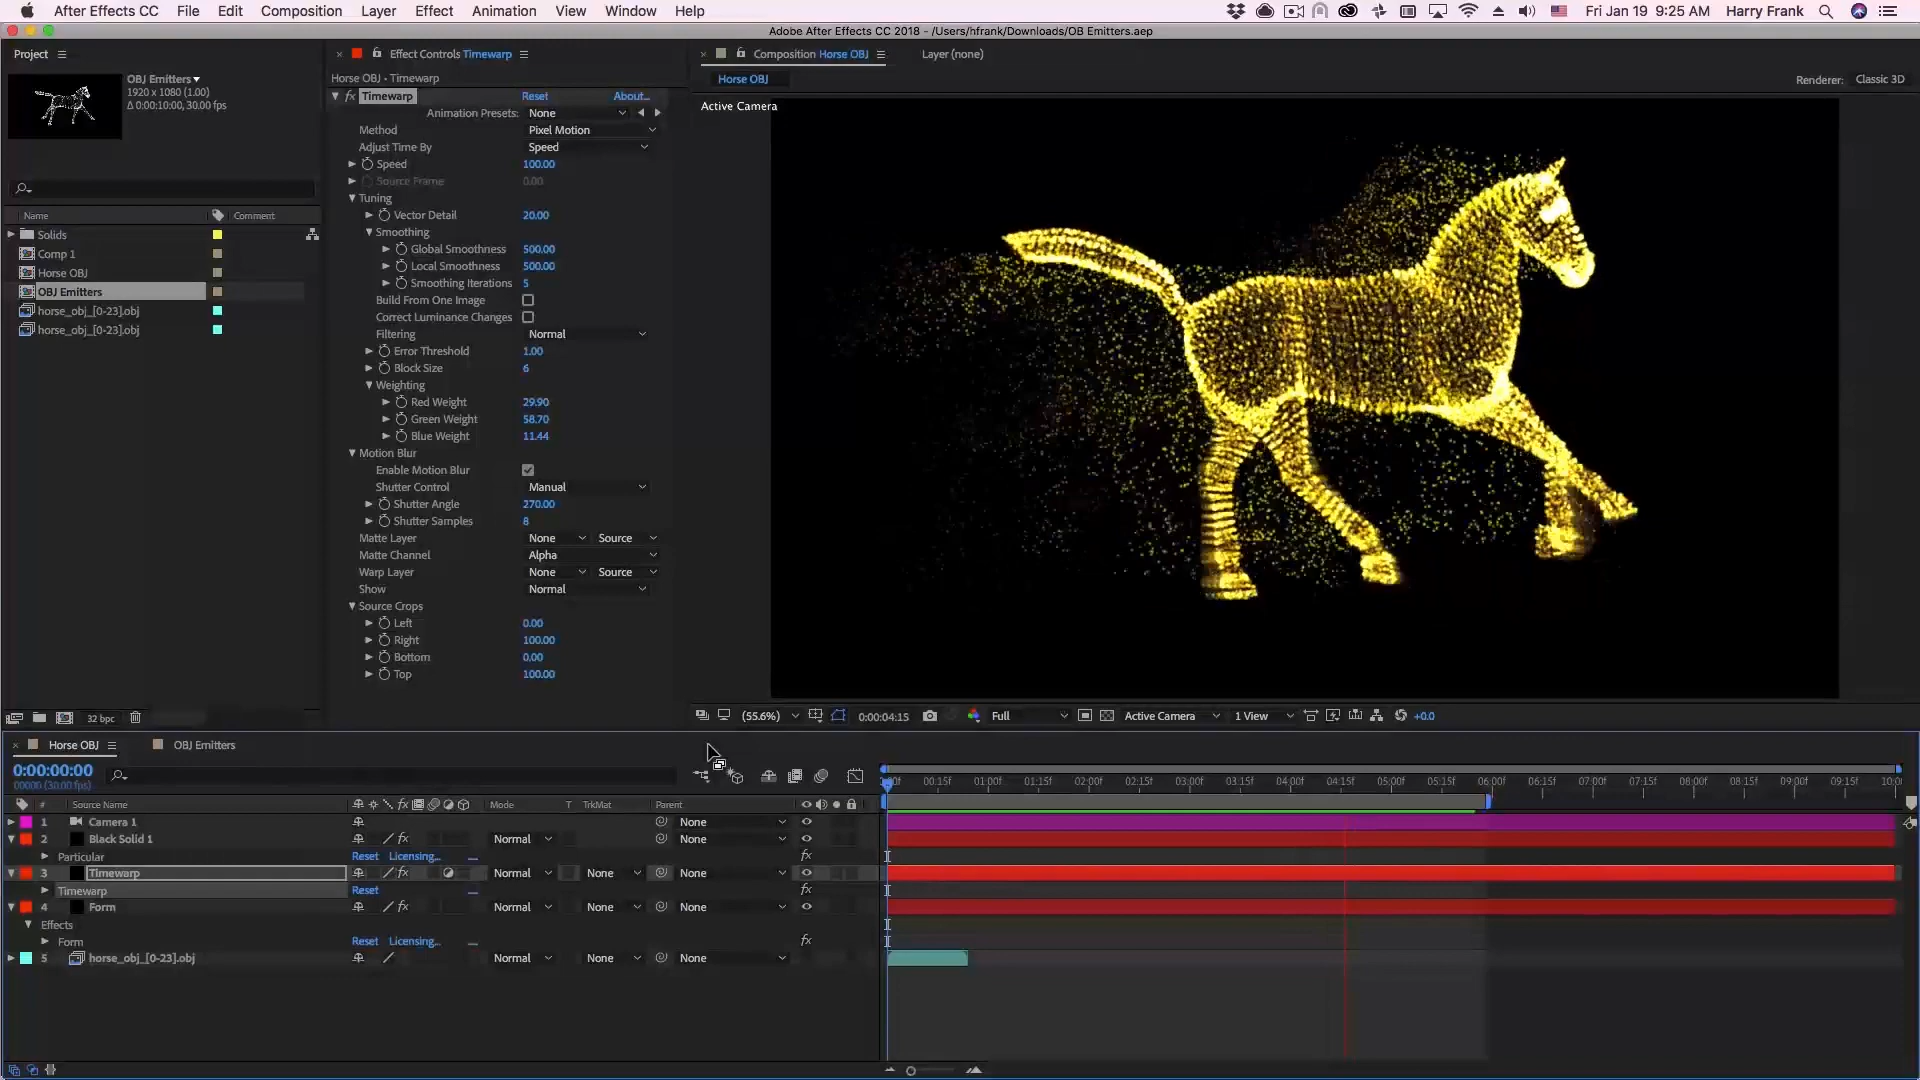 After Effects CC File Edit Composition Layer Effect Animation View Window Help Fri Jan 19 9:25 AM Harry Frank
Adobe After Effects CC 2018 - /Users/hfrank/Downloads/OB Emitters.aep
Project
OBJ Emitters
1920 x 1080 (1.00)
Δ 0:00:10:00, 30.00 fps
Name Comment
Solids
Comp 1
Horse OBJ
OBJ Emitters
horse_obj_[0-23].obj
horse_obj_[0-23].obj
32 bpc
Effect Controls Timewarp
Horse OBJ • Timewarp
fx Timewarp Reset About...
Animation Presets: None
Method Pixel Motion
Adjust Time By Speed
Speed 100.00
Source Frame 0.00
Tuning
Vector Detail 20.00
Smoothing
Global Smoothness 500.00
Local Smoothness 500.00
Smoothing Iterations 5
Build From One Image
Correct Luminance Changes
Filtering Normal
Error Threshold 1.00
Block Size 6
Weighting
Red Weight 29.90
Green Weight 58.70
Blue Weight 11.44
Motion Blur
Enable Motion Blur
Shutter Control Manual
Shutter Angle 270.00
Shutter Samples 8
Matte Layer None Source
Matte Channel Alpha
Warp Layer None Source
Show Normal
Source Crops
Left 0.00
Right 100.00
Bottom 0.00
Top 100.00
Composition Horse OBJ Layer (none)
Horse OBJ Renderer: Classic 3D
Active Camera
(55.6%) 0:00:04:15 Full Active Camera 1 View +0.0
Horse OBJ OBJ Emitters
0:00:00:00
00000 (30.00 fps)
00:15f 01:00f 01:15f 02:00f 02:15f 03:00f 03:15f 04:00f 04:15f 05:00f 05:15f 06:00f 06:15f 07:00f 07:15f 08:00f 08:15f 09:00f 09:15f
# Source Name fx Mode T TrkMat Parent
1 Camera 1 None
2 Black Solid 1 fx Normal None
Particular Reset Licensing... fx
3 Timewarp fx Normal None None
Timewarp Reset fx
4 Form fx Normal None None
Effects
Form Reset Licensing... fx
5 horse_obj_[0-23].obj Normal None None